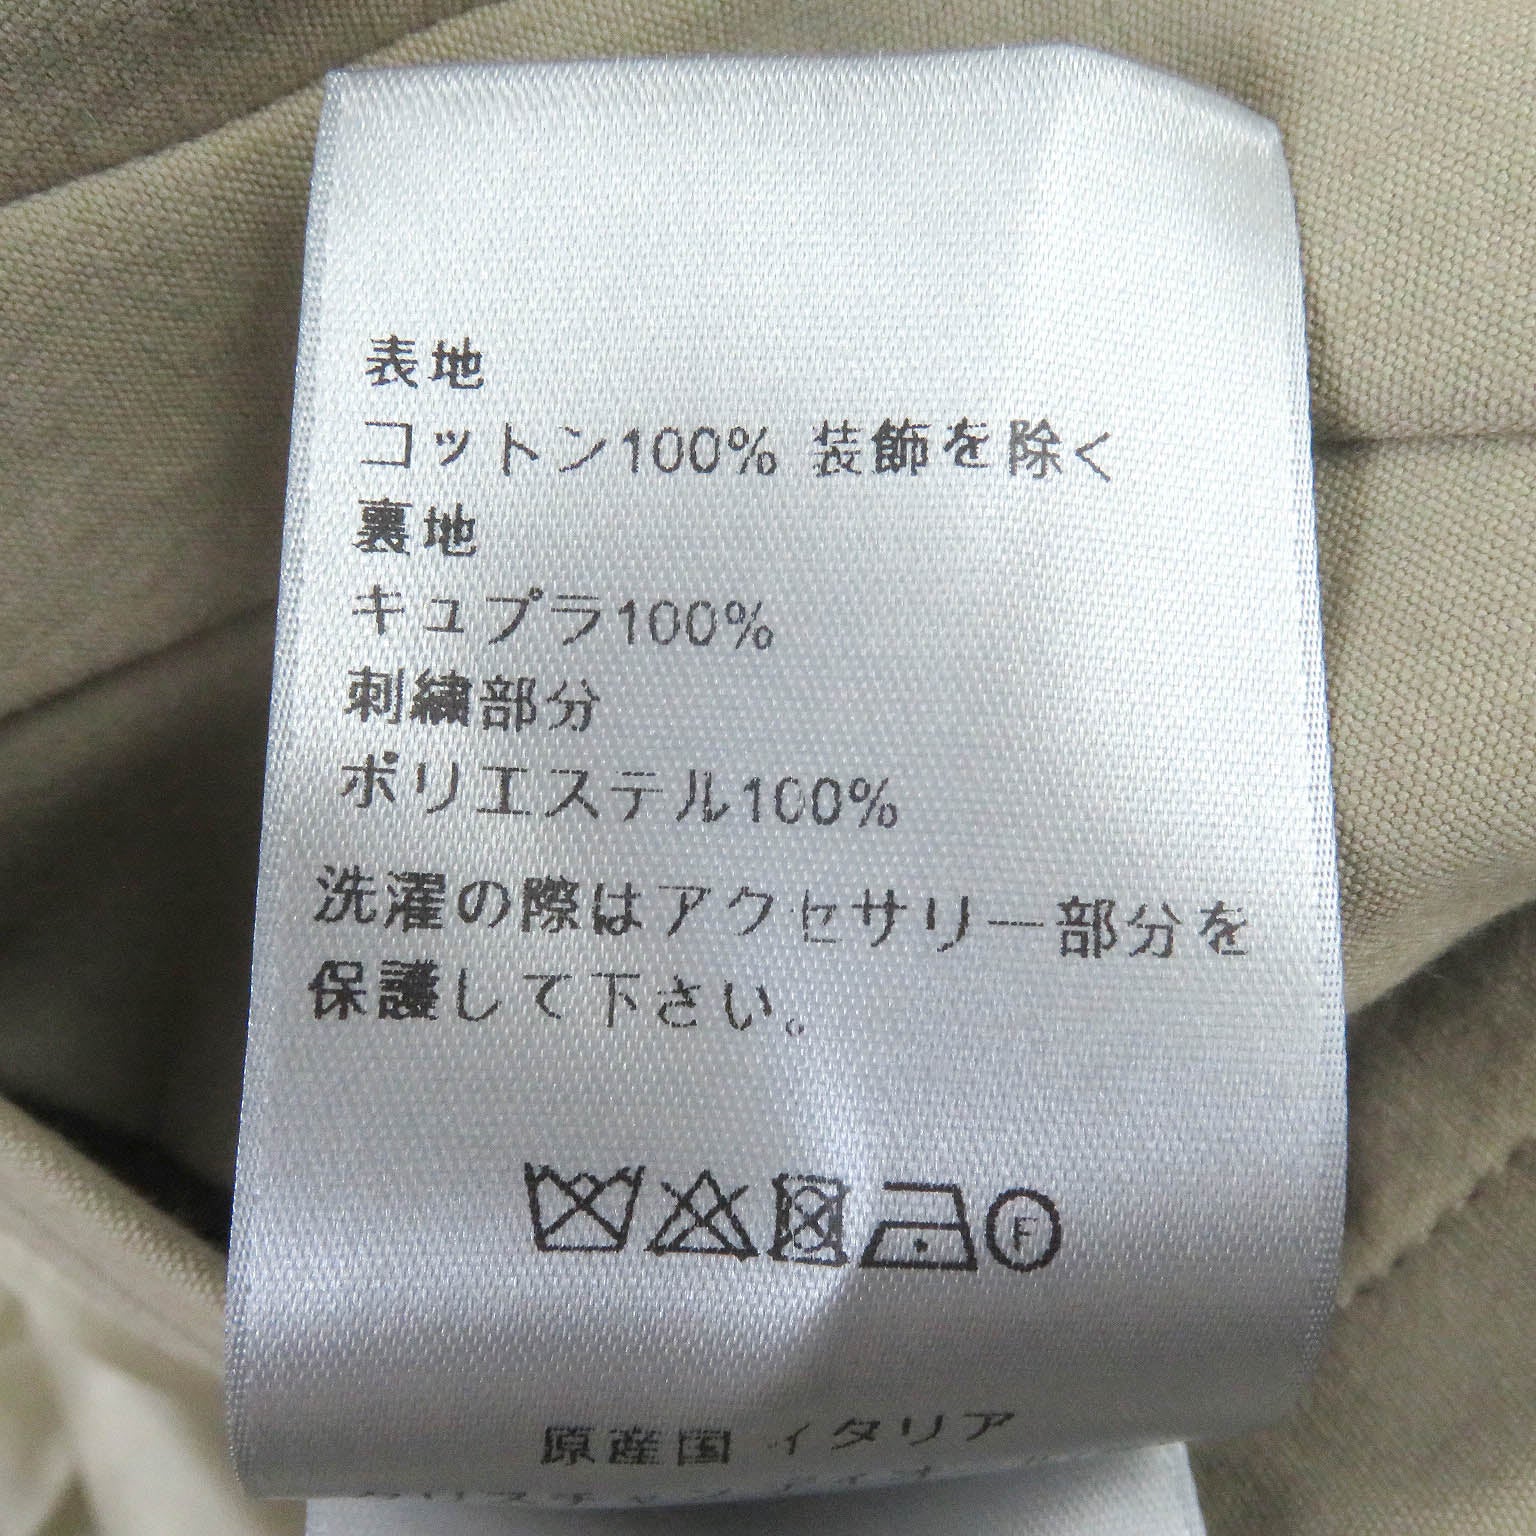 表地
コットン100% 装飾を除く
裏地
キュプラ100%
刺繍部分
ポリエステル100%
洗濯の際はアクセサリー部分を
保護して下さい。
F
原産国 イタリア